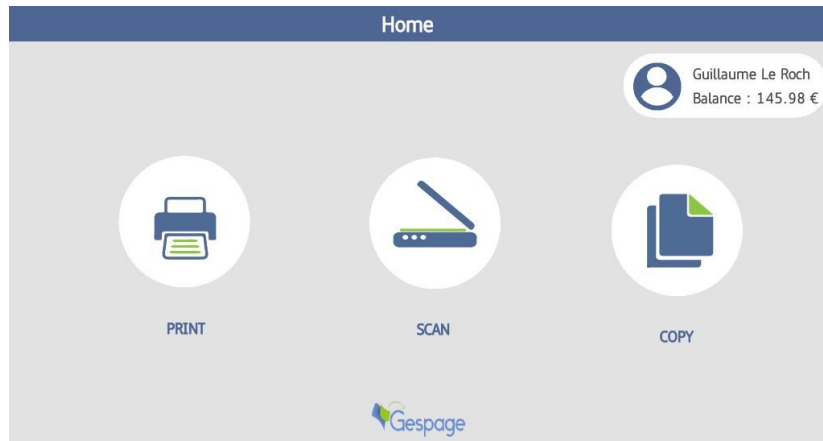 Home
Guillaume Le Roch
Balance : 145.98 €
PRINT
SCAN
COPY
Gespage